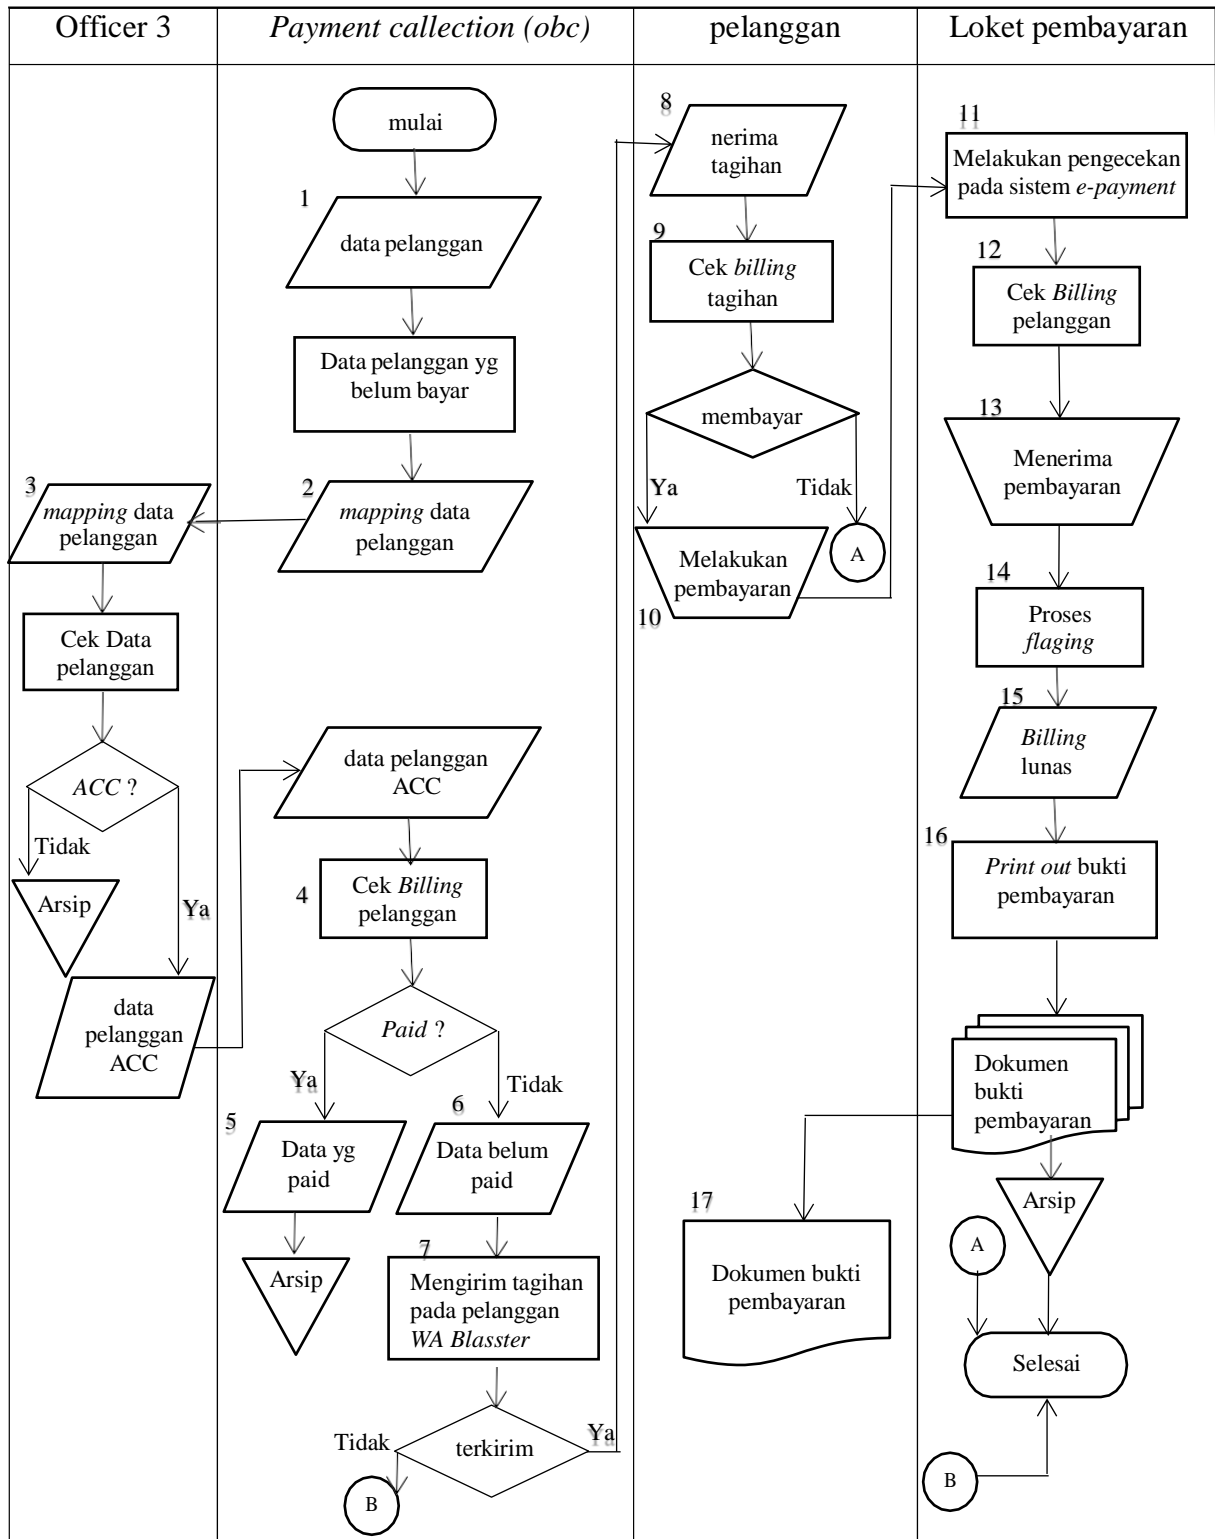 Officer 3
Payment callection (obc)
pelanggan
Loket pembayaran
mulai
1
data pelanggan
Data pelanggan yg
belum bayar
2
mapping data
pelanggan
3
mapping data
pelanggan
Cek Data
pelanggan
ACC ?
Tidak
Arsip
Ya
data
pelanggan
ACC
data pelanggan
ACC
4
Cek Billing
pelanggan
Paid ?
Ya
Tidak
5
Data yg
paid
Arsip
6
Data belum
paid
7
Mengirim tagihan
pada pelanggan
WA Blasster
terkirim
Tidak
Ya
B
8
nerima
tagihan
9
Cek billing
tagihan
membayar
Ya
Tidak
A
Melakukan
pembayaran
10
11
Melakukan pengecekan
pada sistem e-payment
12
Cek Billing
pelanggan
13
Menerima
pembayaran
14
Proses
flaging
15
Billing
lunas
16
Print out bukti
pembayaran
Dokumen
bukti
pembayaran
17
Dokumen bukti
pembayaran
Arsip
A
Selesai
B